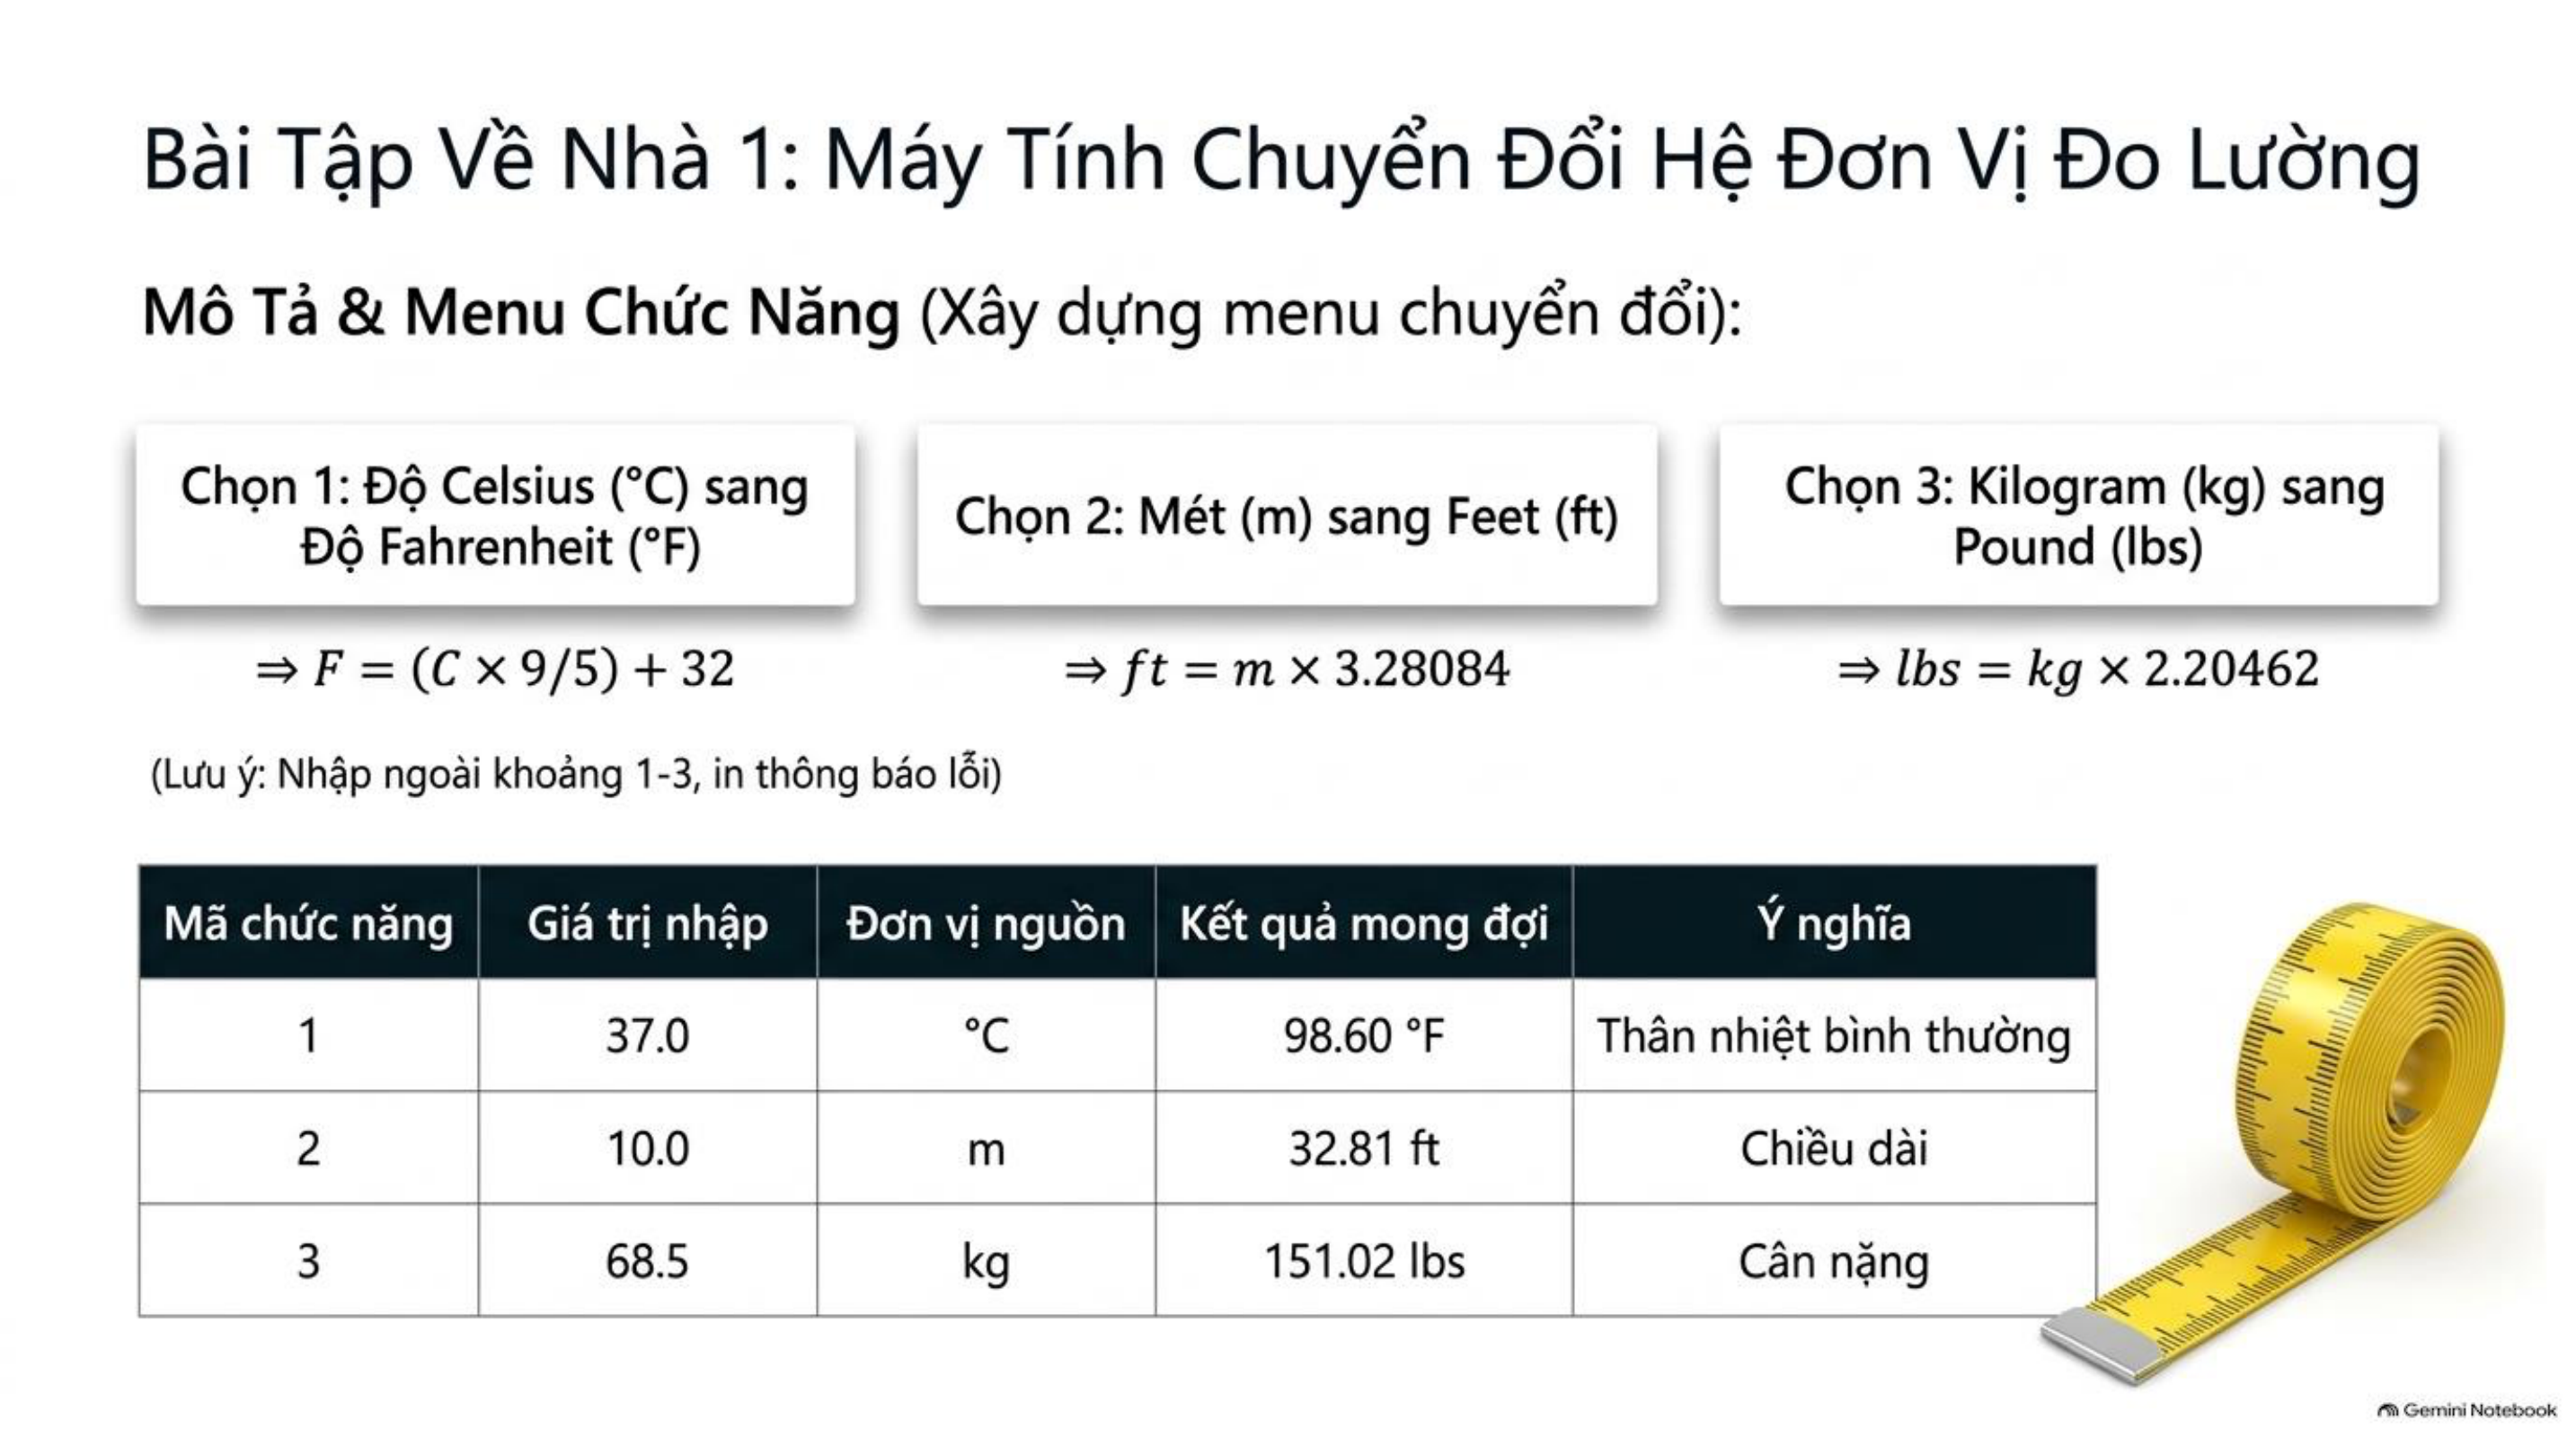 Bài Tập Về Nhà 1: Máy Tính Chuyển Đổi Hệ Đơn Vị Đo Lường
Mô Tả & Menu Chức Năng (Xây dựng menu chuyển đổi):
Chọn 1: Độ Celsius (°C) sang
Độ Fahrenheit (°F)
⇒ F = (C × 9/5) + 32
Chọn 2: Mét (m) sang Feet (ft)
⇒ ft = m × 3.28084
Chọn 3: Kilogram (kg) sang
Pound (lbs)
⇒ lbs = kg × 2.20462
(Lưu ý: Nhập ngoài khoảng 1-3, in thông báo lỗi)
Mã chức năng Giá trị nhập Đơn vị nguồn Kết quả mong đợi Ý nghĩa
1 37.0 °C 98.60 °F Thân nhiệt bình thường
2 10.0 m 32.81 ft Chiều dài
3 68.5 kg 151.02 lbs Cân nặng
Gemini Notebook